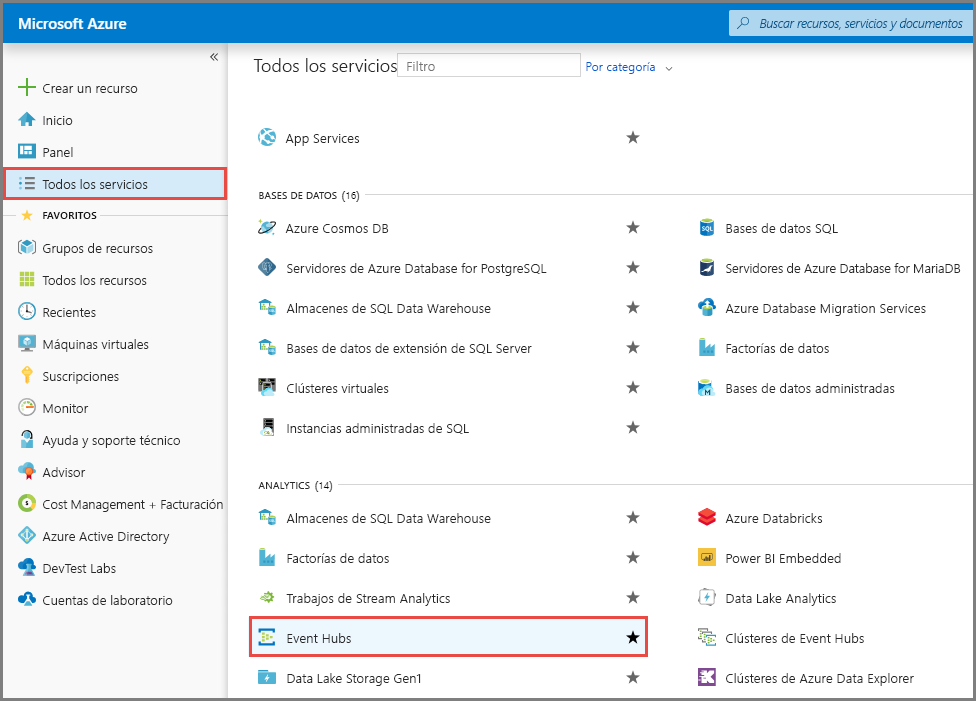 Microsoft Azure
Buscar recursos, servicios y documentos
«
Crear un recurso
Inicio
Panel
Todos los servicios
FAVORITOS
Grupos de recursos
Todos los recursos
Recientes
Máquinas virtuales
Suscripciones
Monitor
Ayuda y soporte técnico
Advisor
Cost Management + Facturación
Azure Active Directory
DevTest Labs
Cuentas de laboratorio
Todos los servicios
Filtro
Por categoría
App Services
BASES DE DATOS (16)
Azure Cosmos DB
SQL
Bases de datos SQL
Servidores de Azure Database for PostgreSQL
Servidores de Azure Database for MariaDB
Almacenes de SQL Data Warehouse
Azure Database Migration Services
Bases de datos de extensión de SQL Server
Factorías de datos
Clústeres virtuales
M
Bases de datos administradas
Instancias administradas de SQL
ANALYTICS (14)
Almacenes de SQL Data Warehouse
Azure Databricks
Factorías de datos
Power BI Embedded
Trabajos de Stream Analytics
Data Lake Analytics
Event Hubs
Clústeres de Event Hubs
Data Lake Storage Gen1
Clústeres de Azure Data Explorer